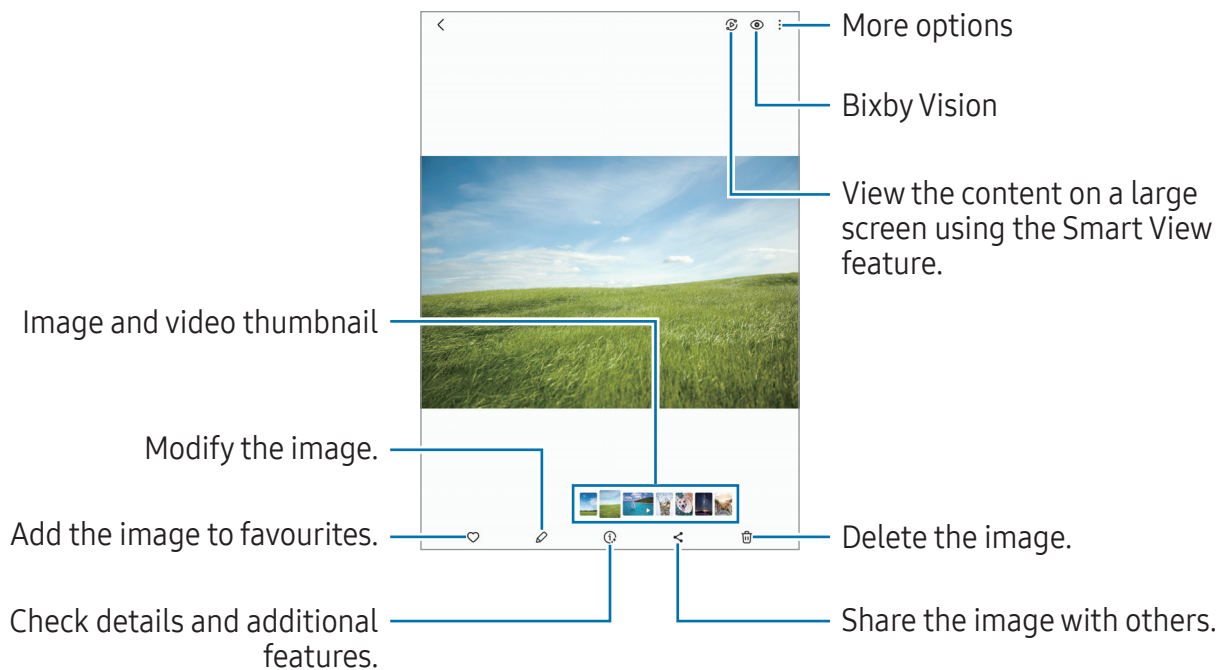 More options
Bixby Vision
View the content on a large
screen using the Smart View
feature.
Image and video thumbnail
Modify the image.
Add the image to favourites.
Delete the image.
Check details and additional
features.
Share the image with others.